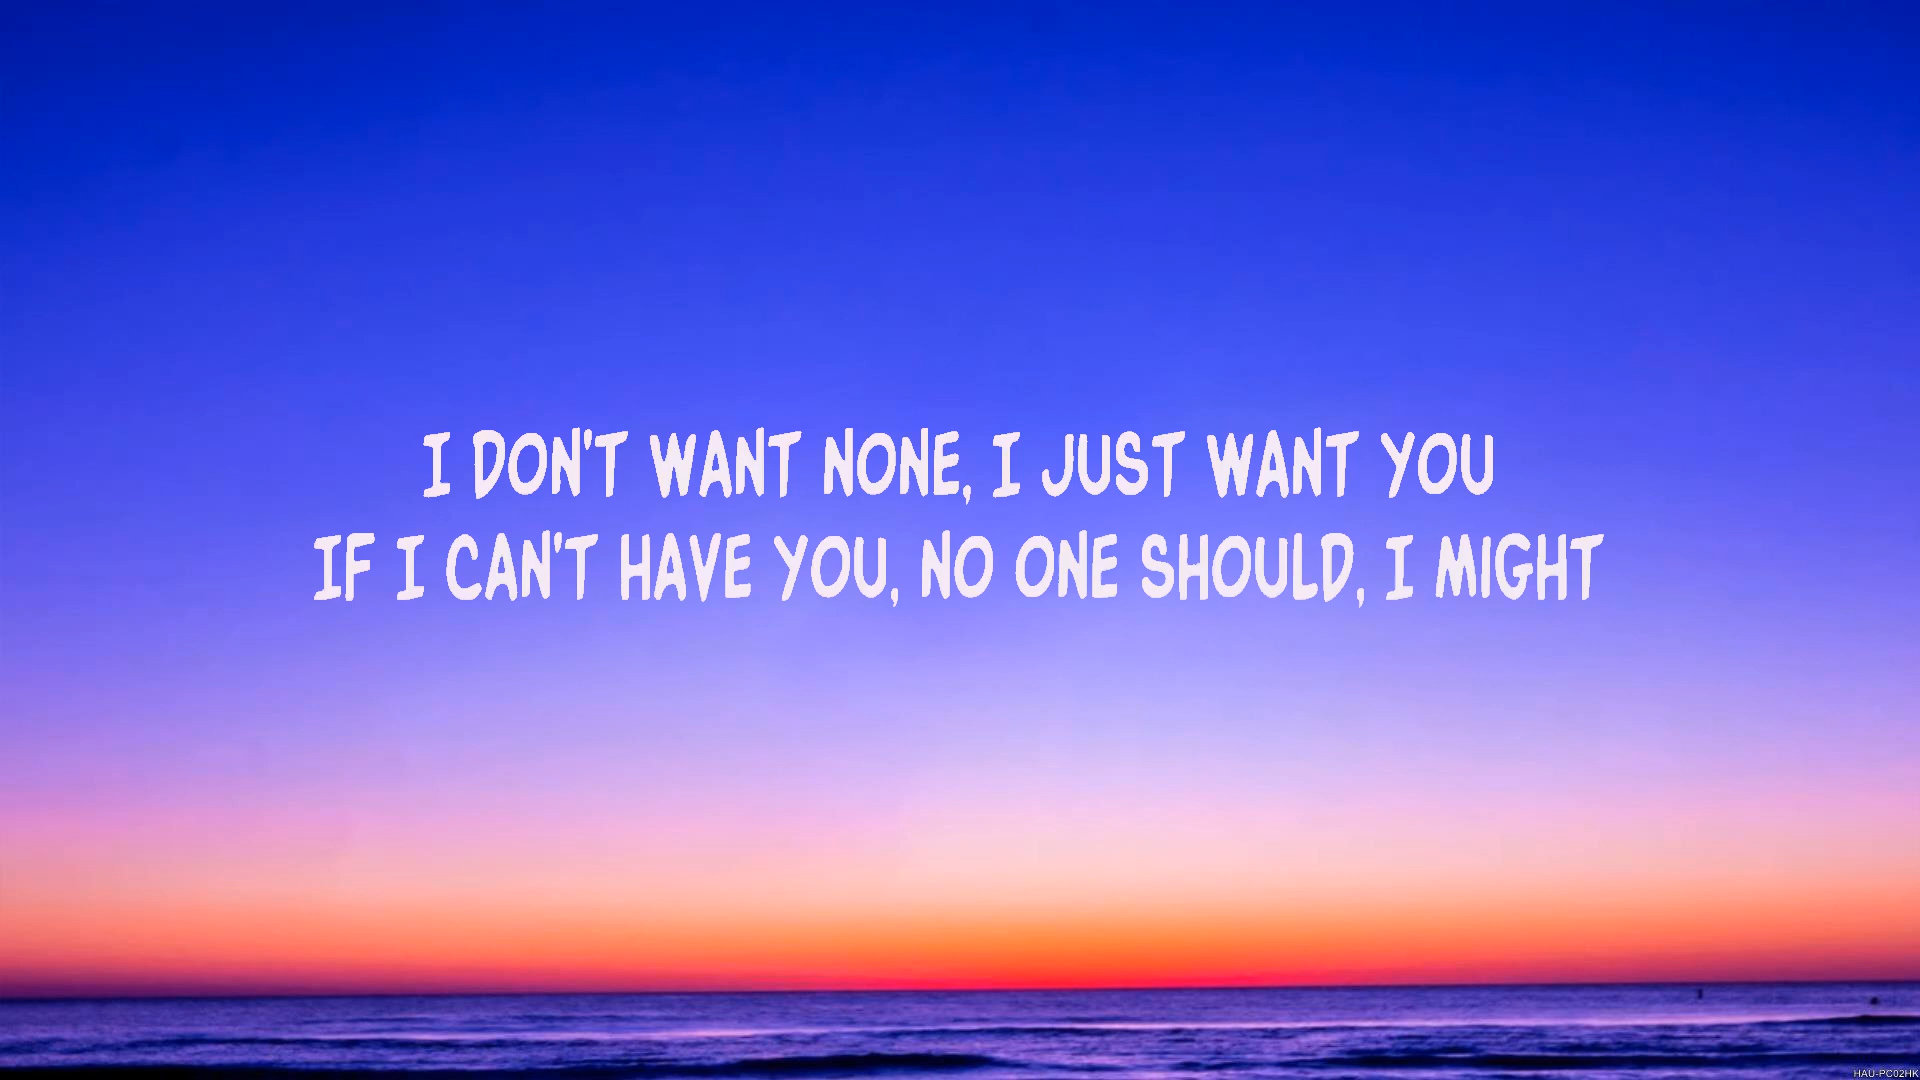 I DON'T WANT NONE, I JUST WANT YOU
IF I CAN'T HAVE YOU, NO ONE SHOULD, I MIGHT
HAU-PC02HK